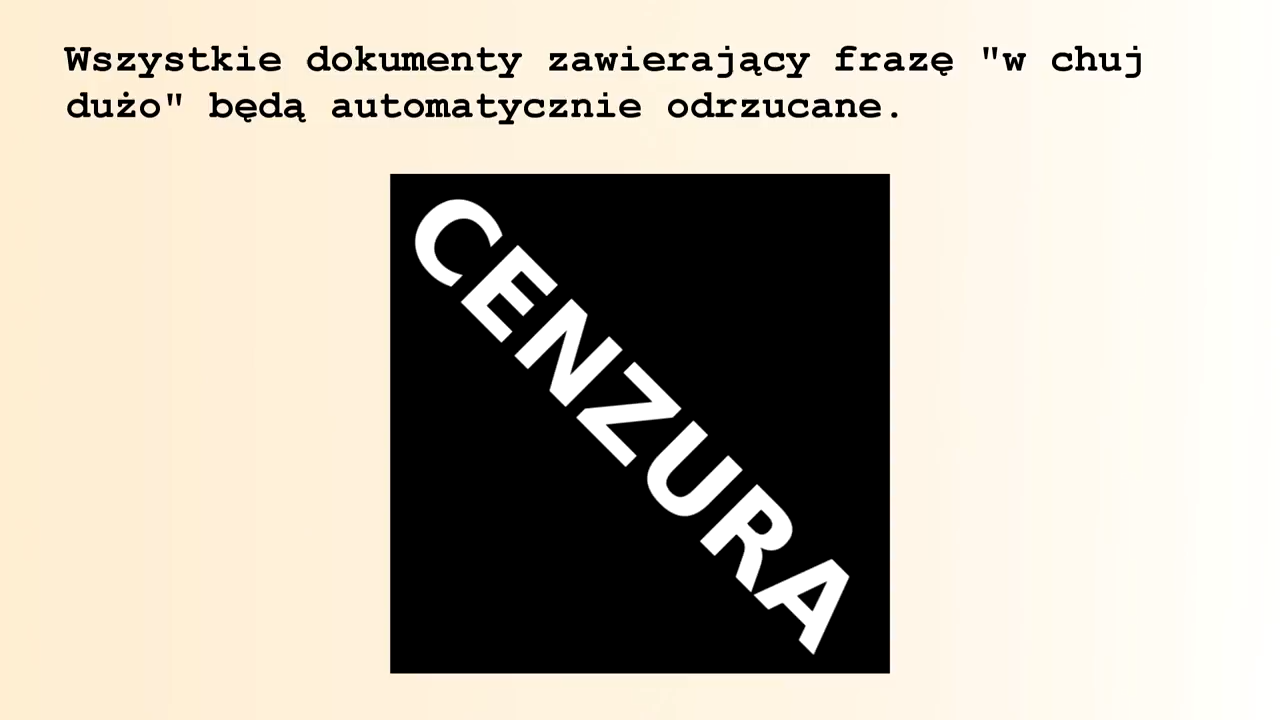 Wszystkie dokumenty zawierający frazę "w chuj
dużo" będą automatycznie odrzucane.
CENZURA